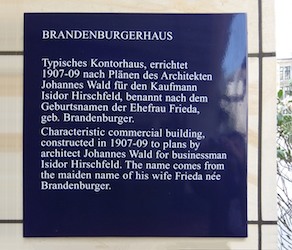 BRANDENBURGERHAUS
Typisches Kontorhaus, errichtet
1907-09 nach Plänen des Architekten
Johannes Wald für den Kaufmann
Isidor Hirschfeld, benannt nach dem
Geburtsnamen der Ehefrau Frieda,
geb. Brandenburger.
Characteristic commercial building,
constructed in 1907-09 to plans by
architect Johannes Wald for businessman
Isidor Hirschfeld. The name comes from
the maiden name of his wife Frieda née
Brandenburger.